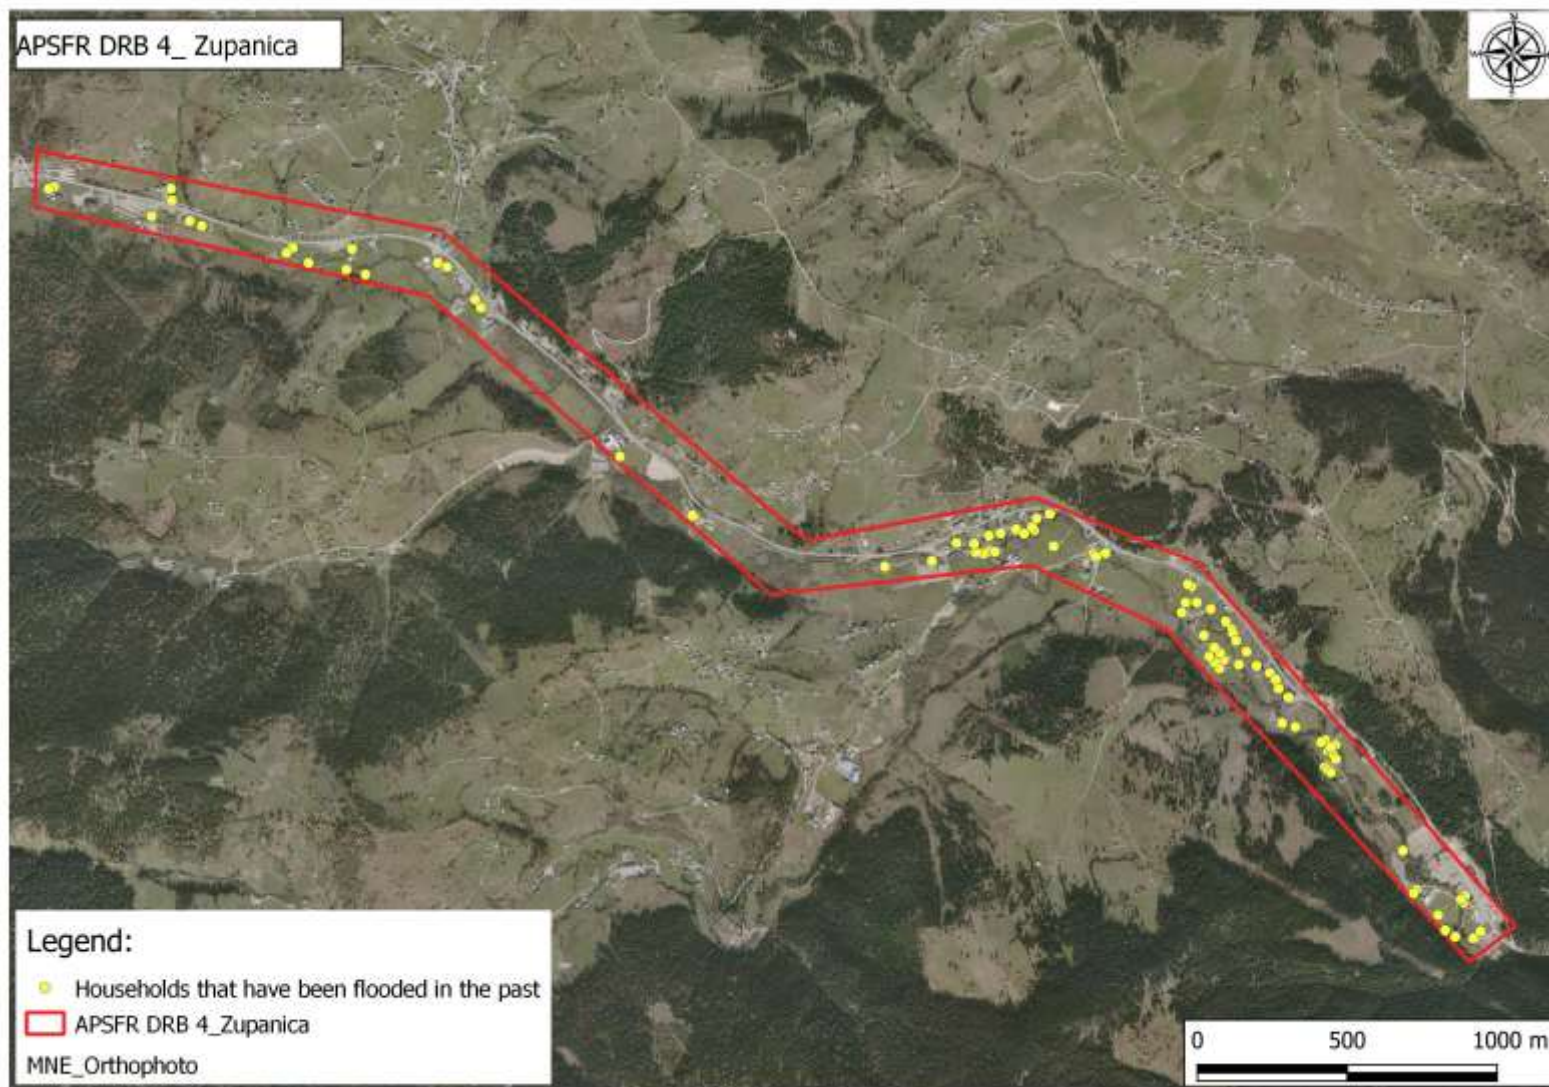 APSFR DRB 4_ Zupanica
N
Legend:
Households that have been flooded in the past
APSFR DRB 4_Zupanica
MNE_Orthophoto
0 500 1000 m